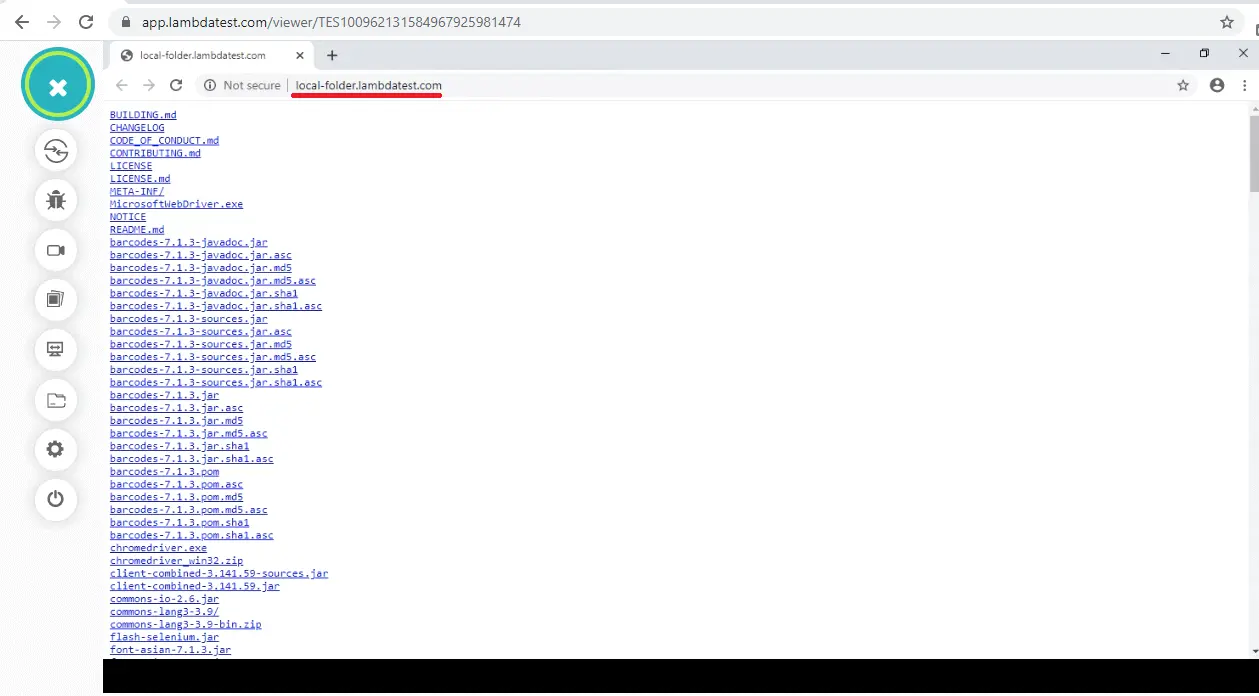 app.lambdatest.com/viewer/TES100962131584967925981474
local-folder.lambdatest.com
Not secure local-folder.lambdatest.com
BUILDING.md
CHANGELOG
CODE_OF_CONDUCT.md
CONTRIBUTING.md
LICENSE
LICENSE.md
META-INF/
MicrosoftWebDriver.exe
NOTICE
README.md
barcodes-7.1.3-javadoc.jar
barcodes-7.1.3-javadoc.jar.asc
barcodes-7.1.3-javadoc.jar.md5
barcodes-7.1.3-javadoc.jar.md5.asc
barcodes-7.1.3-javadoc.jar.sha1
barcodes-7.1.3-javadoc.jar.sha1.asc
barcodes-7.1.3-sources.jar
barcodes-7.1.3-sources.jar.asc
barcodes-7.1.3-sources.jar.md5
barcodes-7.1.3-sources.jar.md5.asc
barcodes-7.1.3-sources.jar.sha1
barcodes-7.1.3-sources.jar.sha1.asc
barcodes-7.1.3.jar
barcodes-7.1.3.jar.asc
barcodes-7.1.3.jar.md5
barcodes-7.1.3.jar.md5.asc
barcodes-7.1.3.jar.sha1
barcodes-7.1.3.jar.sha1.asc
barcodes-7.1.3.pom
barcodes-7.1.3.pom.asc
barcodes-7.1.3.pom.md5
barcodes-7.1.3.pom.md5.asc
barcodes-7.1.3.pom.sha1
barcodes-7.1.3.pom.sha1.asc
chromedriver.exe
chromedriver_win32.zip
client-combined-3.141.59-sources.jar
client-combined-3.141.59.jar
commons-io-2.6.jar
commons-lang3-3.9/
commons-lang3-3.9-bin.zip
flash-selenium.jar
font-asian-7.1.3.jar